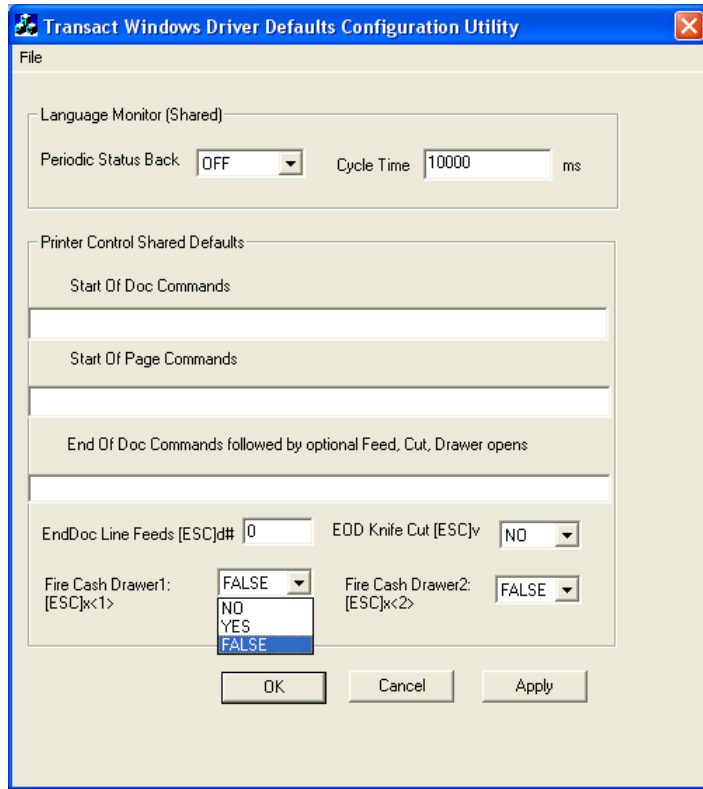 Transact Windows Driver Defaults Configuration Utility
File
Language Monitor (Shared)
Periodic Status Back OFF Cycle Time 10000 ms
Printer Control Shared Defaults
Start Of Doc Commands
Start Of Page Commands
End Of Doc Commands followed by optional Feed, Cut, Drawer opens
EndDoc Line Feeds [ESC]d# 0 EOD Knife Cut [ESC]v NO
Fire Cash Drawer1: FALSE Fire Cash Drawer2: FALSE
[ESC]x<1> [ESC]x<2>
NO
YES
FALSE
OK Cancel Apply